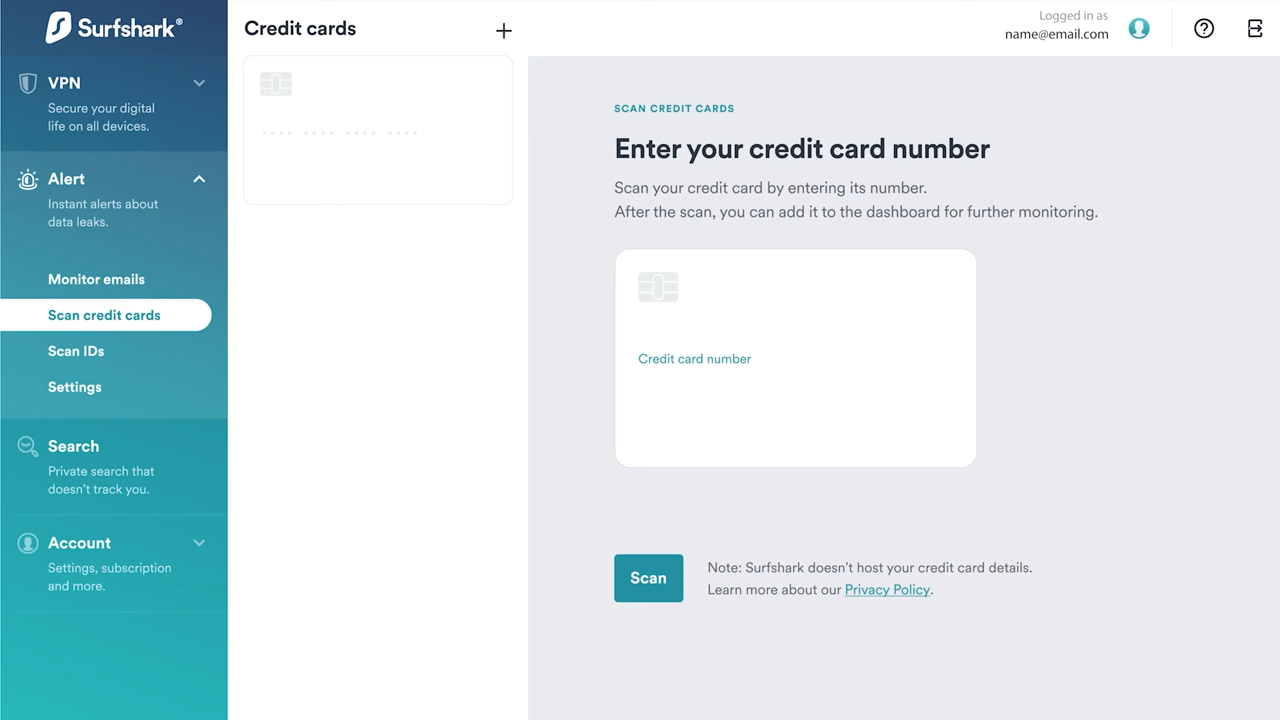 Surfshark®
VPN
Secure your digital
life on all devices.
Alert
Instant alerts about
data leaks.
Monitor emails
Scan credit cards
Scan IDs
Settings
Search
Private search that
doesn't track you.
Account
Settings, subscription
and more.
Credit cards
Logged in as
name@email.com
SCAN CREDIT CARDS
Enter your credit card number
Scan your credit card by entering its number.
After the scan, you can add it to the dashboard for further monitoring.
Credit card number
Scan
Note: Surfshark doesn't host your credit card details.
Learn more about our Privacy Policy.